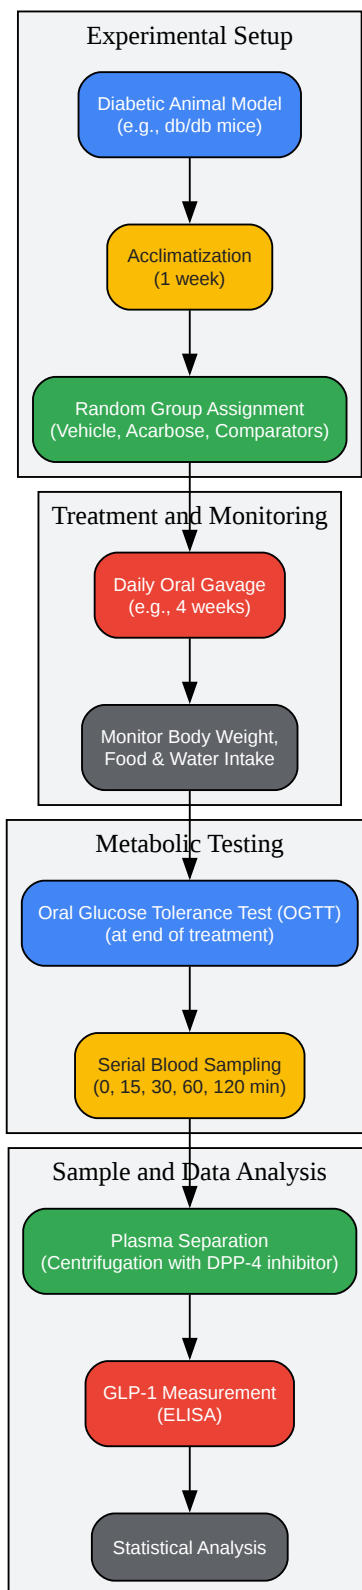 Experimental Setup
Diabetic Animal Model
(e.g., db/db mice)
Acclimatization
(1 week)
Random Group Assignment
(Vehicle, Acarbose, Comparators)
Treatment and Monitoring
Daily Oral Gavage
(e.g., 4 weeks)
Monitor Body Weight,
Food & Water Intake
Metabolic Testing
Oral Glucose Tolerance Test (OGTT)
(at end of treatment)
Serial Blood Sampling
(0, 15, 30, 60, 120 min)
Sample and Data Analysis
Plasma Separation
(Centrifugation with DPP-4 inhibitor)
GLP-1 Measurement
(ELISA)
Statistical Analysis